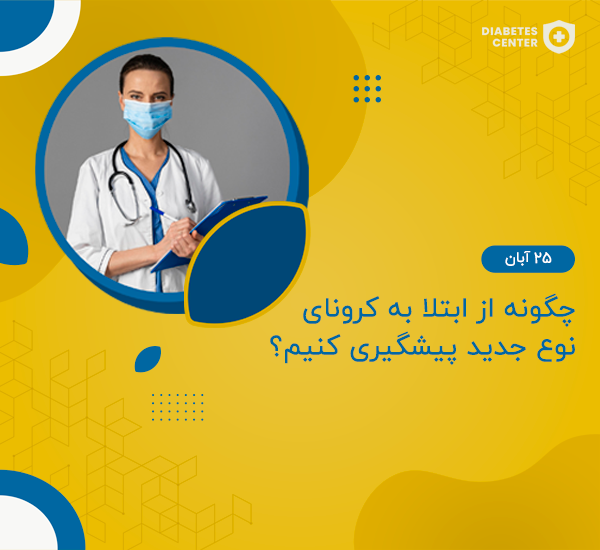 DIABETES
CENTER
۲۵ آبان
چگونه از ابتلا به کرونای
نوع جدید پیشگیری کنیم؟